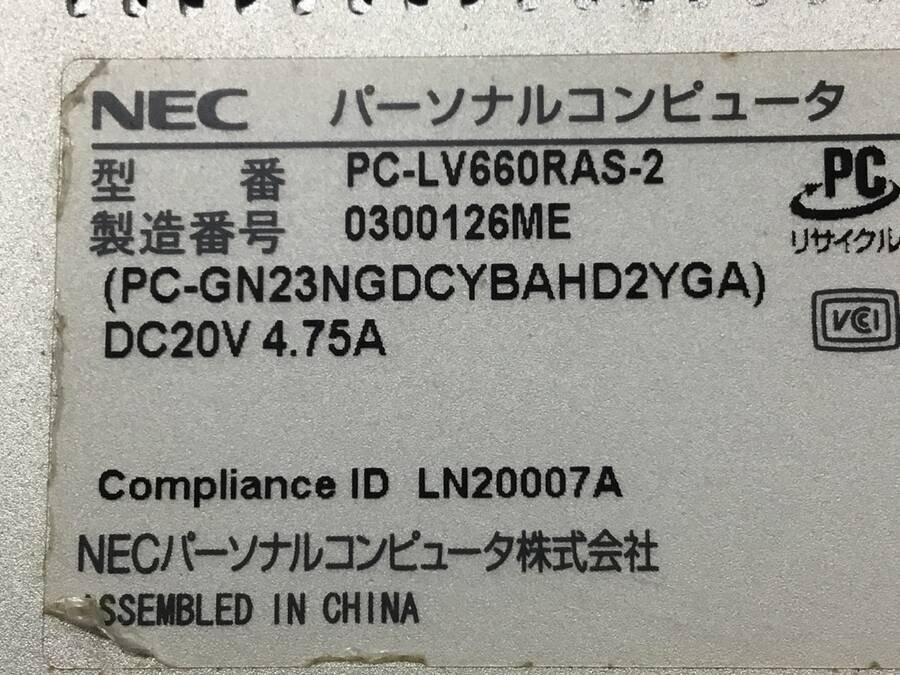 NEC パーソナルコンピュータ
型番 PC-LV660RAS-2
製造番号 0300126ME
(PC-GN23NGDCYBAHD2YGA)
DC20V 4.75A
PC
リサイクル
VCCI
Compliance ID LN20007A
NECパーソナルコンピュータ株式会社
ASSEMBLED IN CHINA